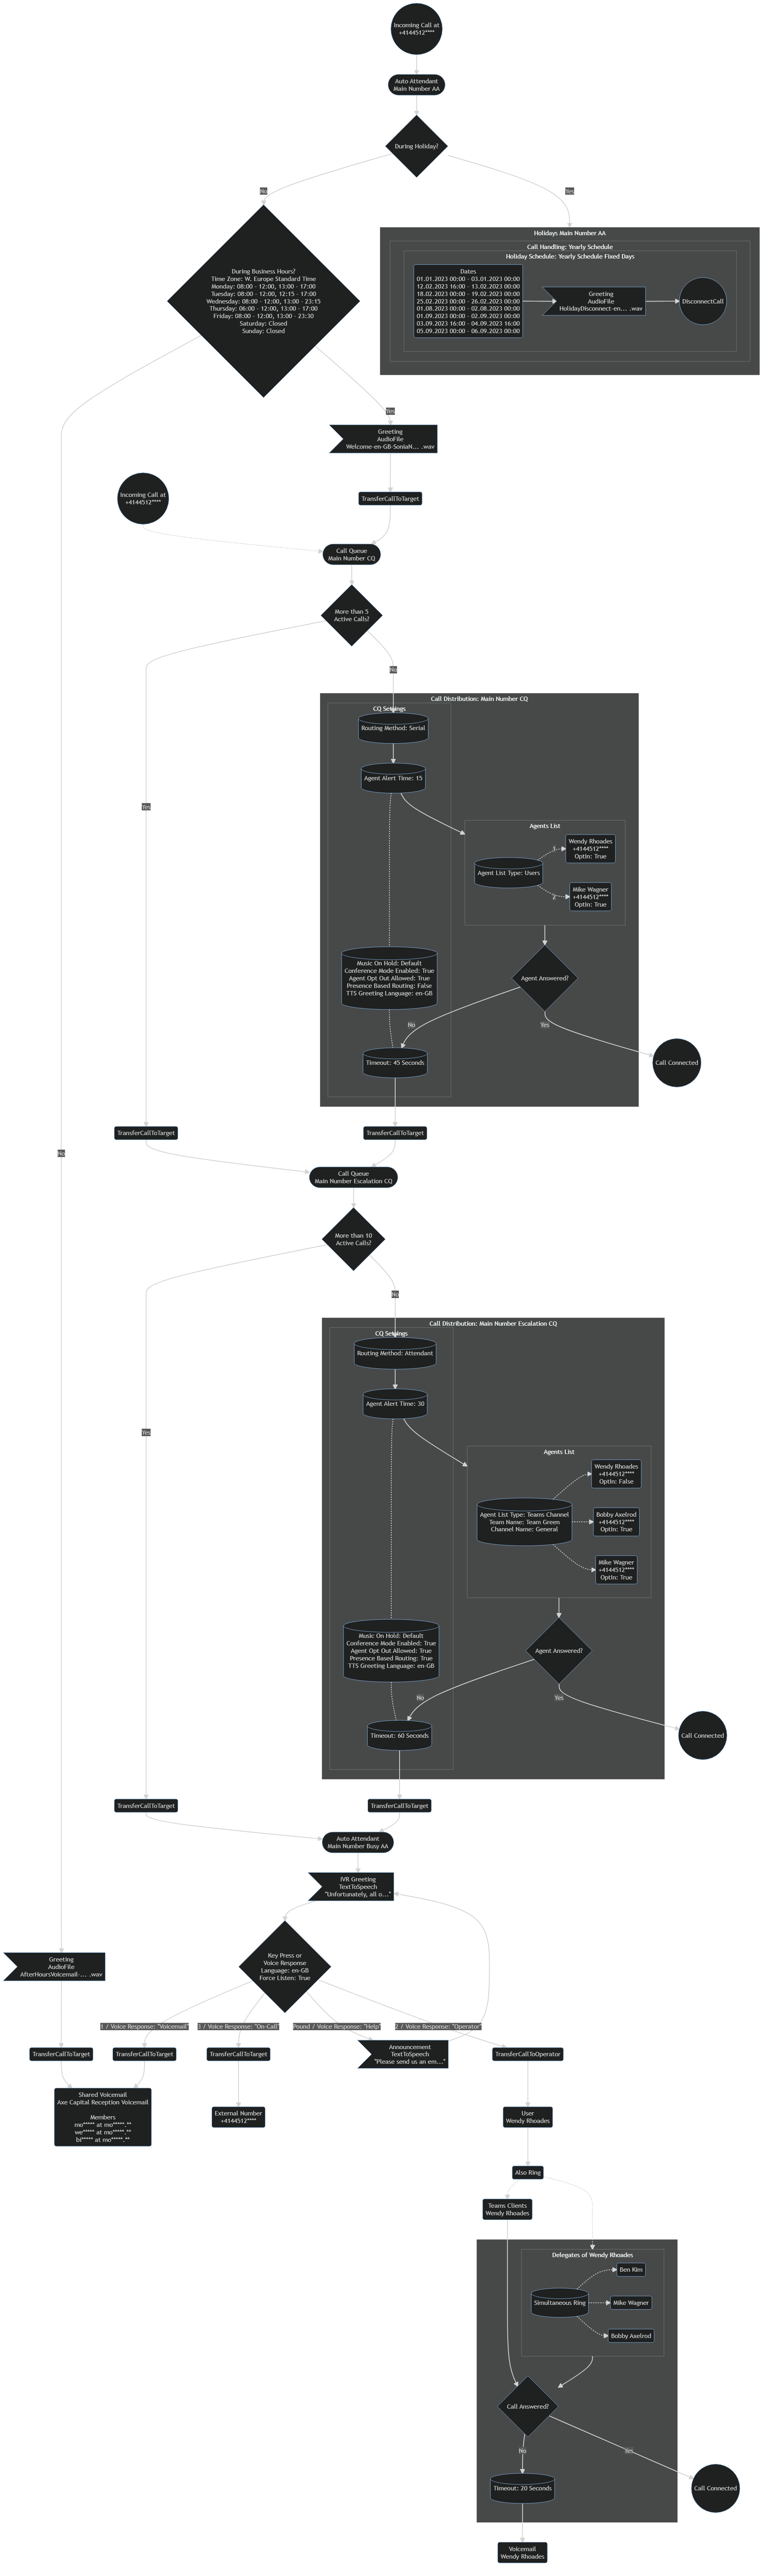 Incoming Call at
+4144512****
Auto Attendant
Main Number AA
During Holiday?
No
Yes
Holidays Main Number AA
Call Handling: Yearly Schedule
Holiday Schedule: Yearly Schedule Fixed Days
Dates
01.01.2023 00:00 - 03.01.2023 00:00
12.02.2023 16:00 - 13.02.2023 00:00
18.02.2023 00:00 - 19.02.2023 00:00
25.02.2023 00:00 - 26.02.2023 00:00
01.08.2023 00:00 - 02.08.2023 00:00
01.09.2023 00:00 - 02.09.2023 00:00
03.09.2023 16:00 - 04.09.2023 16:00
05.09.2023 00:00 - 06.09.2023 00:00
Greeting
AudioFile
HolidayDisconnect-en... .wav
DisconnectCall
During Business Hours?
Time Zone: W. Europe Standard Time
Monday: 08:00 - 12:00, 13:00 - 17:00
Tuesday: 08:00 - 12:00, 12:15 - 17:00
Wednesday: 08:00 - 12:00, 13:00 - 23:15
Thursday: 06:00 - 12:00, 13:00 - 17:00
Friday: 08:00 - 12:00, 13:00 - 23:30
Saturday: Closed
Sunday: Closed
Yes
Greeting
AudioFile
Welcome-en-GB-SoniaN... .wav
Incoming Call at
+4144512****
TransferCallToTarget
Call Queue
Main Number CQ
More than 5
Active Calls?
No
Yes
Call Distribution: Main Number CQ
CQ Settings
Routing Method: Serial
Agent Alert Time: 15
Agents List
Agent List Type: Users
1
Wendy Rhoades
+4144512****
OptIn: True
2
Mike Wagner
+4144512****
OptIn: True
Music On Hold: Default
Conference Mode Enabled: True
Agent Opt Out Allowed: True
Presence Based Routing: False
TTS Greeting Language: en-GB
Agent Answered?
No
Yes
Timeout: 45 Seconds
Call Connected
TransferCallToTarget
TransferCallToTarget
No
Call Queue
Main Number Escalation CQ
More than 10
Active Calls?
No
Yes
Call Distribution: Main Number Escalation CQ
CQ Settings
Routing Method: Attendant
Agent Alert Time: 30
Agents List
Agent List Type: Teams Channel
Team Name: Team Green
Channel Name: General
Wendy Rhoades
+4144512****
OptIn: False
Bobby Axelrod
+4144512****
OptIn: True
Mike Wagner
+4144512****
OptIn: True
Music On Hold: Default
Conference Mode Enabled: True
Agent Opt Out Allowed: True
Presence Based Routing: True
TTS Greeting Language: en-GB
Agent Answered?
No
Yes
Timeout: 60 Seconds
Call Connected
TransferCallToTarget
TransferCallToTarget
Auto Attendant
Main Number Busy AA
IVR Greeting
TextToSpeech
"Unfortunately, all o..."
Key Press or
Voice Response
Language: en-GB
Force Listen: True
Greeting
AudioFile
AfterHoursVoicemail-... .wav
1 / Voice Response: "Voicemail"
3 / Voice Response: "On-Call"
Pound / Voice Response: "Help"
2 / Voice Response: "Operator"
TransferCallToTarget
TransferCallToTarget
TransferCallToTarget
Announcement
TextToSpeech
"Please send us an em..."
TransferCallToOperator
Shared Voicemail
Axe Capital Reception Voicemail
Members
mo***** at mo*****.**
we***** at mo*****.**
bi***** at mo*****.**
External Number
+4144512****
User
Wendy Rhoades
Also Ring
Teams Clients
Wendy Rhoades
Delegates of Wendy Rhoades
Simultaneous Ring
Ben Kim
Mike Wagner
Bobby Axelrod
Call Answered?
No
Yes
Timeout: 20 Seconds
Call Connected
Voicemail
Wendy Rhoades